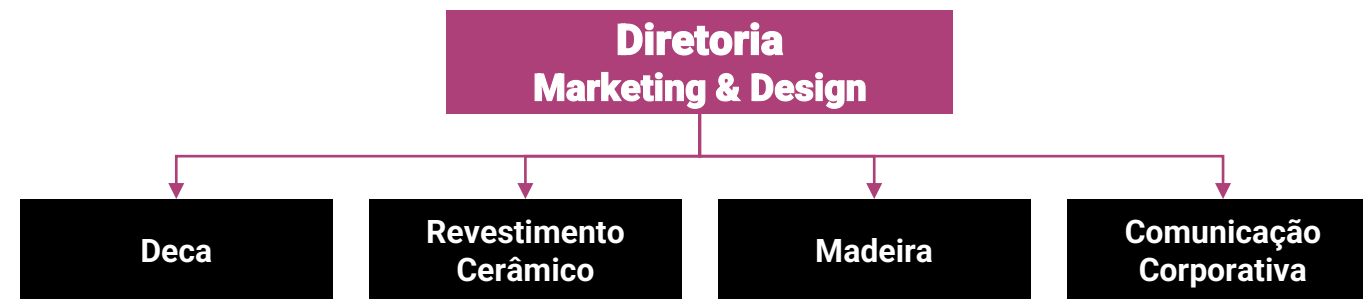 Diretoria
Marketing & Design
Deca
Revestimento
Cerâmico
Madeira
Comunicação
Corporativa